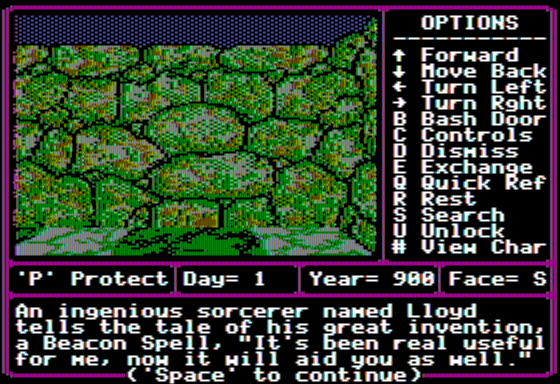 OPTIONS
↑ Forward
↓ Move Back
← Turn Left
→ Turn Rght
B Bash Door
C Controls
D Dismiss
E Exchange
Q Quick Ref
R Rest
S Search
U Unlock
# View Char
'P' Protect Day= 1 Year= 900 Face= S
An ingenious sorcerer named Lloyd
tells the tale of his great invention,
a Beacon Spell, "It's been real useful
for me, now it will aid you as well."
('Space' to continue)